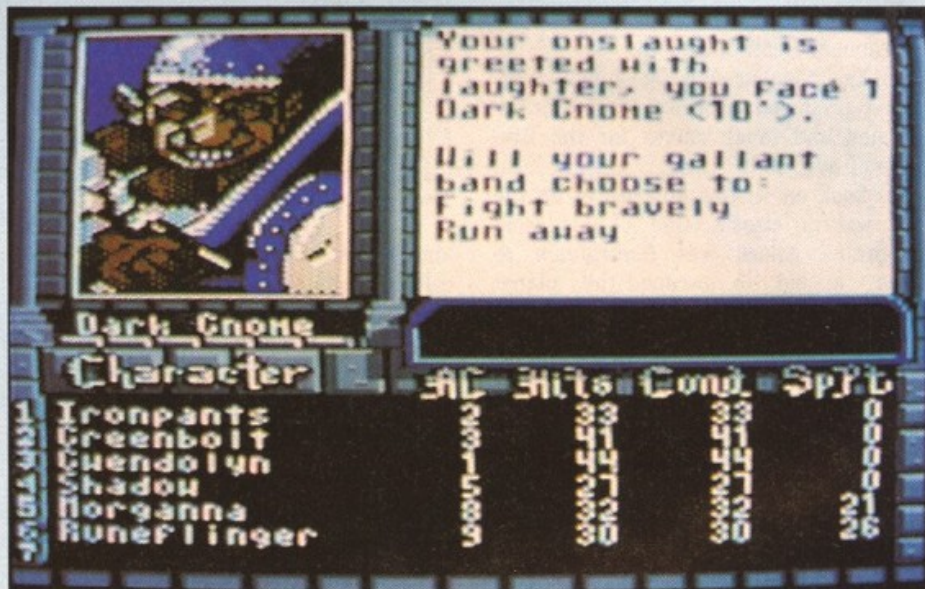 Your onslaught is
greeted with
laughter, you face 1
Dark Gnome (10').
Will your gallant
band choose to:
Fight bravely
Run away
Dark Gnome
Character AC Hits Cond SpPt
1 Ironpants 2 33 33 0
2 Greenbolt 3 41 41 0
3 Gwendolyn 1 44 44 0
4 Shadow 5 27 27 0
5 Morganna 8 32 32 21
6 Runeflinger 9 30 30 26